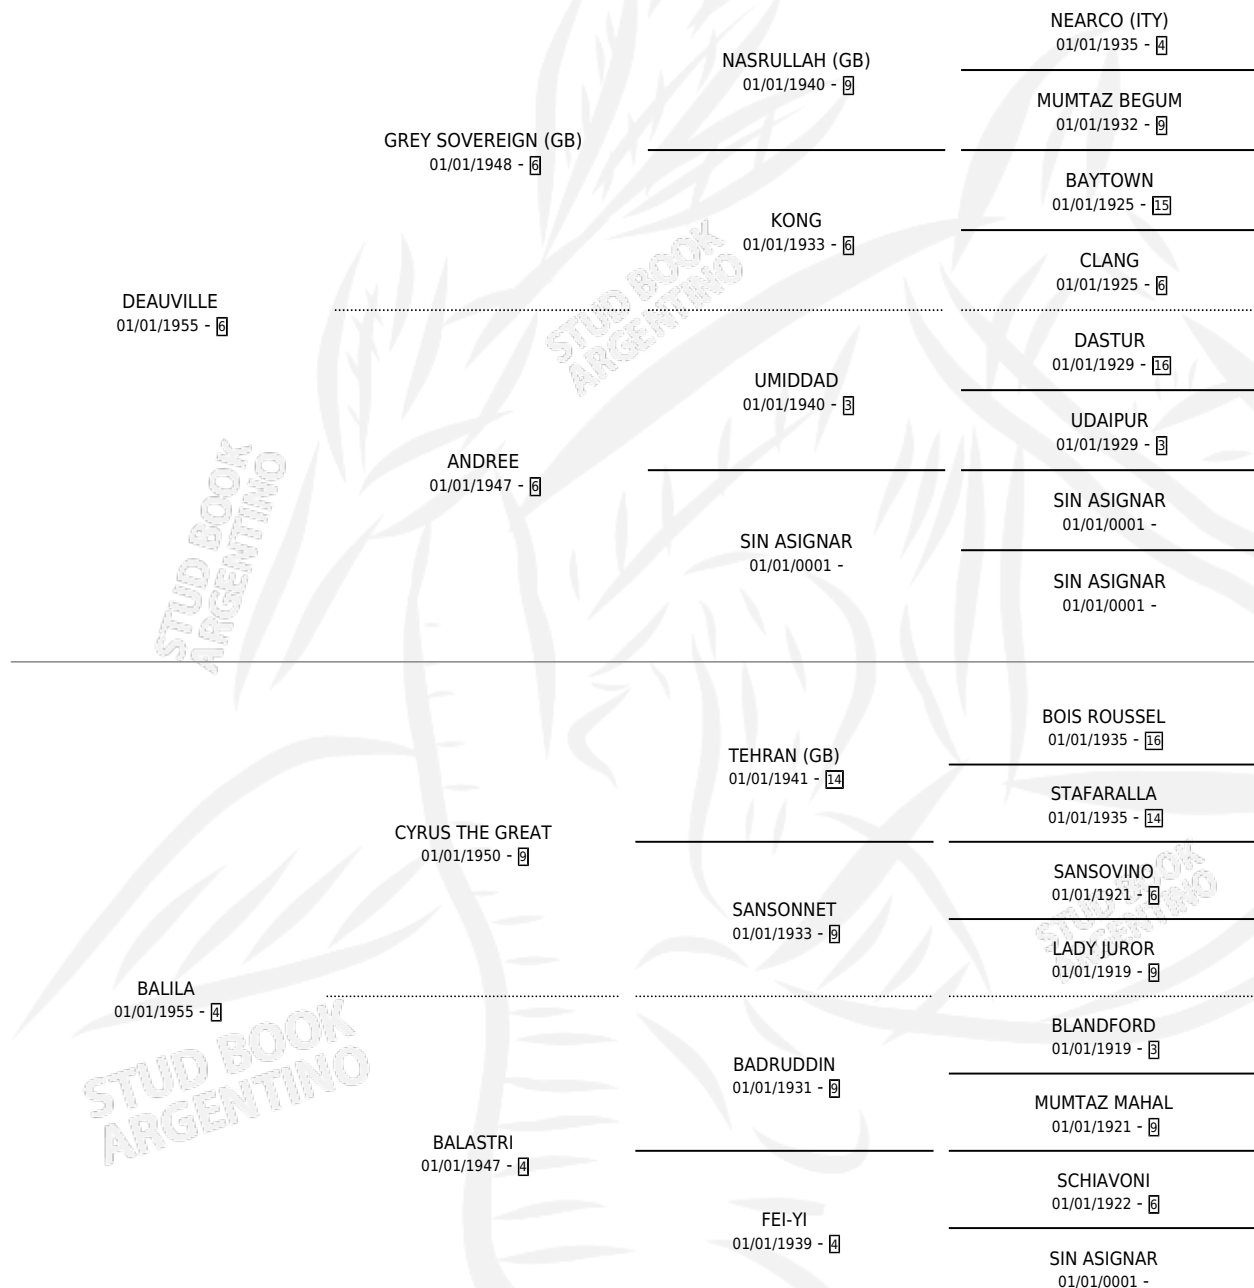 NEARCO (ITY)
01/01/1935 - 4
NASRULLAH (GB)
01/01/1940 - 9
MUMTAZ BEGUM
01/01/1932 - 9
GREY SOVEREIGN (GB)
01/01/1948 - 6
BAYTOWN
01/01/1925 - 15
KONG
01/01/1933 - 6
CLANG
01/01/1925 - 6
STUD BOOK
ARGENTINO
DEAUVILLE
01/01/1955 - 6
DASTUR
01/01/1929 - 16
UMIDDAD
01/01/1940 - 3
UDAIPUR
01/01/1929 - 3
ANDREE
01/01/1947 - 6
SIN ASIGNAR
01/01/0001 -
SIN ASIGNAR
01/01/0001 -
SIN ASIGNAR
01/01/0001 -
STUD BOOK
ARGENTINO
BOIS ROUSSEL
01/01/1935 - 16
TEHRAN (GB)
01/01/1941 - 14
STAFARALLA
01/01/1935 - 14
CYRUS THE GREAT
01/01/1950 - 9
SANSOVINO
01/01/1921 - 6
SANSONNET
01/01/1933 - 9
LADY JUROR
01/01/1919 - 9
STUD BOOK
ARGENTINO
BALILA
01/01/1955 - 4
BLANDFORD
01/01/1919 - 3
BADRUDDIN
01/01/1931 - 9
MUMTAZ MAHAL
01/01/1921 - 9
STUD BOOK
ARGENTINO
BALASTRI
01/01/1947 - 4
SCHIAVONI
01/01/1922 - 6
FEI-YI
01/01/1939 - 4
SIN ASIGNAR
01/01/0001 -